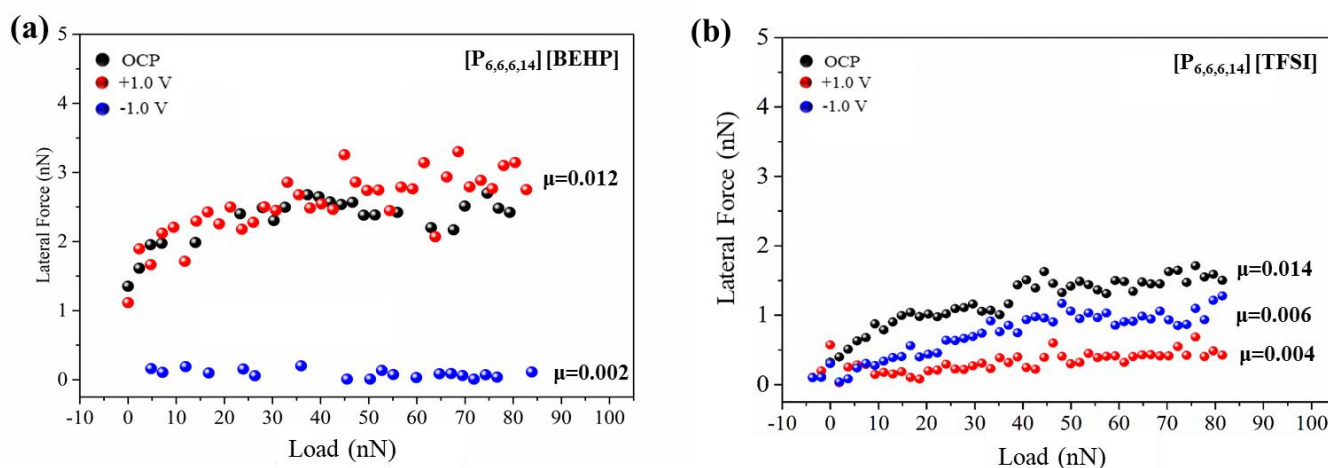 (a)
5
4
3
2
1
0
-10 0 10 20 30 40 50 60 70 80 90 100
Lateral Force (nN)
Load (nN)
OCP
+1.0 V
-1.0 V
[P6,6,6,14] [BEHP]
μ=0.012
μ=0.002
(b)
5
4
3
2
1
0
-10 0 10 20 30 40 50 60 70 80 90 100
Lateral Force (nN)
Load (nN)
OCP
+1.0 V
-1.0 V
[P6,6,6,14] [TFSI]
μ=0.014
μ=0.006
μ=0.004